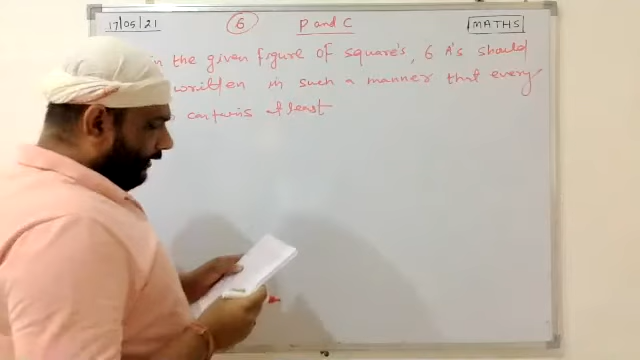 17/05/21 6 P and C MATHS
in the given figure of square's, 6 A's should
written in such a manner that every
contains atleast